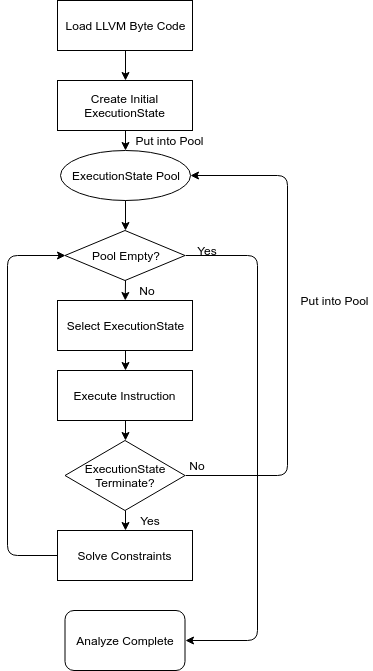 Load LLVM Byte Code
Create Initial
ExecutionState
Put into Pool
ExecutionState Pool
Pool Empty?
Yes
No
Put into Pool
Select ExecutionState
Execute Instruction
ExecutionState
Terminate?
No
Yes
Solve Constraints
Analyze Complete